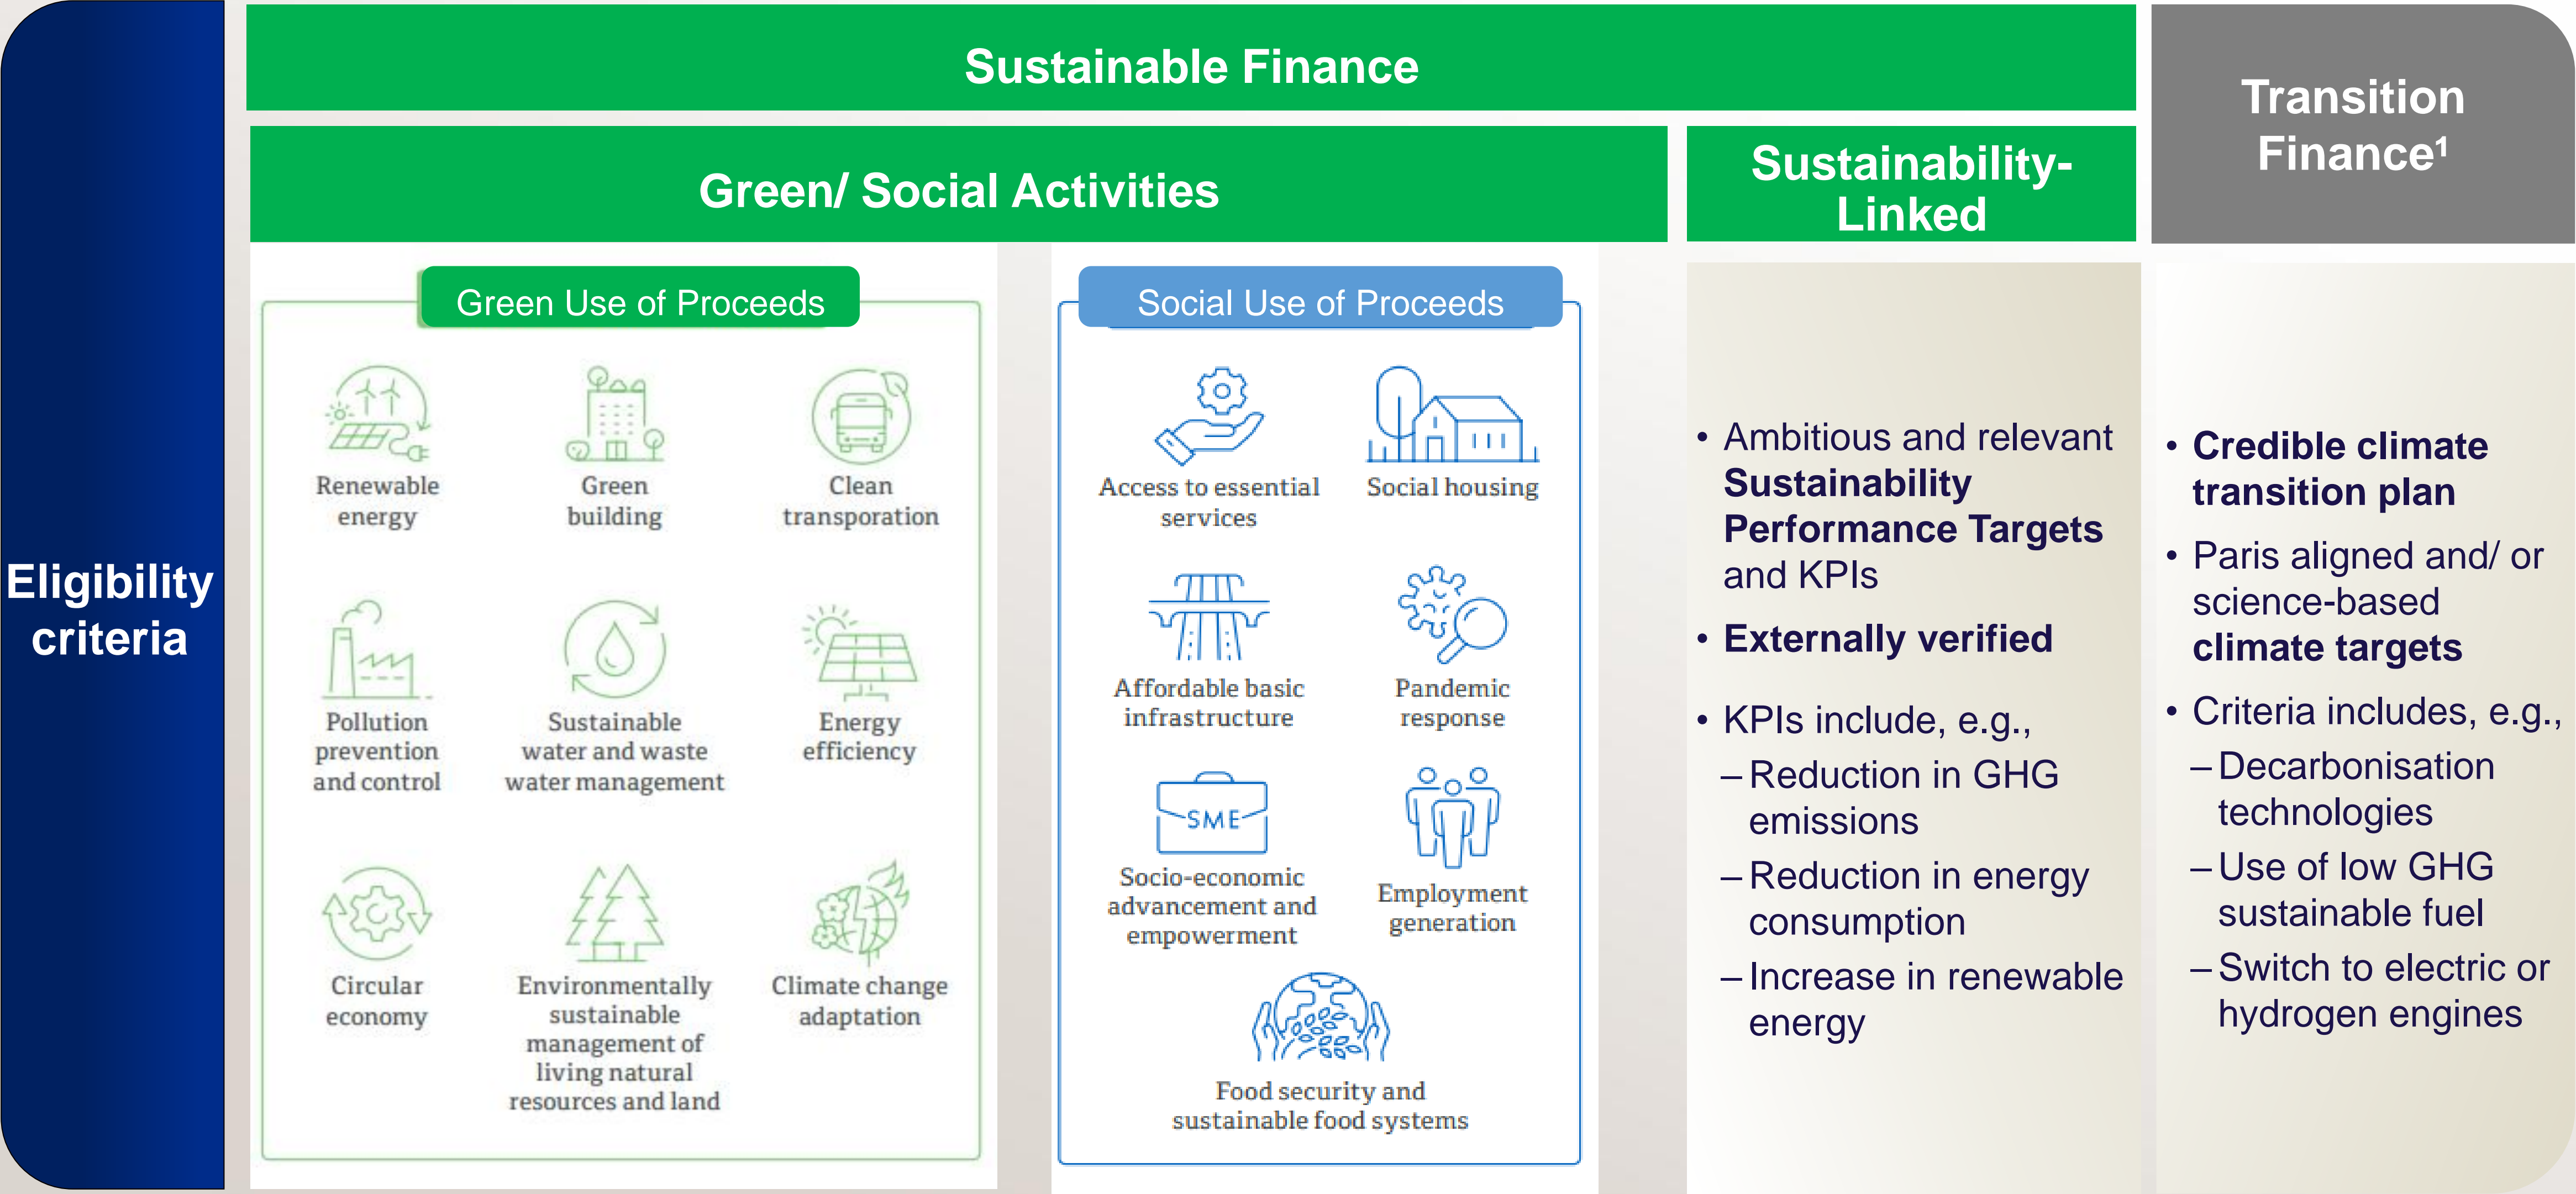 Eligibility
criteria
Sustainable Finance
Green/ Social Activities
Sustainability-
Linked
Transition
Finance¹
Green Use of Proceeds
Renewable
energy
Green
building
Clean
transporation
Pollution
prevention
and control
Sustainable
water and waste
water management
Energy
efficiency
Circular
economy
Environmentally
sustainable
management of
living natural
resources and land
Climate change
adaptation
Social Use of Proceeds
Access to essential
services
Social housing
Affordable basic
infrastructure
Pandemic
response
SME
Socio-economic
advancement and
empowerment
Employment
generation
Food security and
sustainable food systems
• Ambitious and relevant
Sustainability
Performance Targets
and KPIs
• Externally verified
• KPIs include, e.g.,
– Reduction in GHG
emissions
– Reduction in energy
consumption
– Increase in renewable
energy
• Credible climate
transition plan
• Paris aligned and/ or
science-based
climate targets
• Criteria includes, e.g.,
– Decarbonisation
technologies
– Use of low GHG
sustainable fuel
– Switch to electric or
hydrogen engines